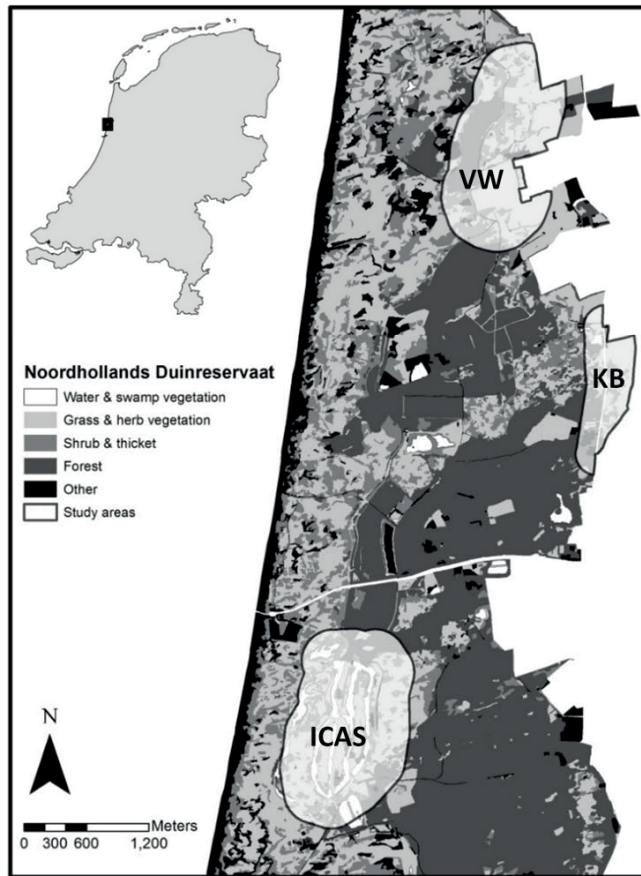 VW
KB
Noordhollands Duinreservaat
Water & swamp vegetation
Grass & herb vegetation
Shrub & thicket
Forest
Other
Study areas
ICAS
N
Meters
0 300 600 1,200